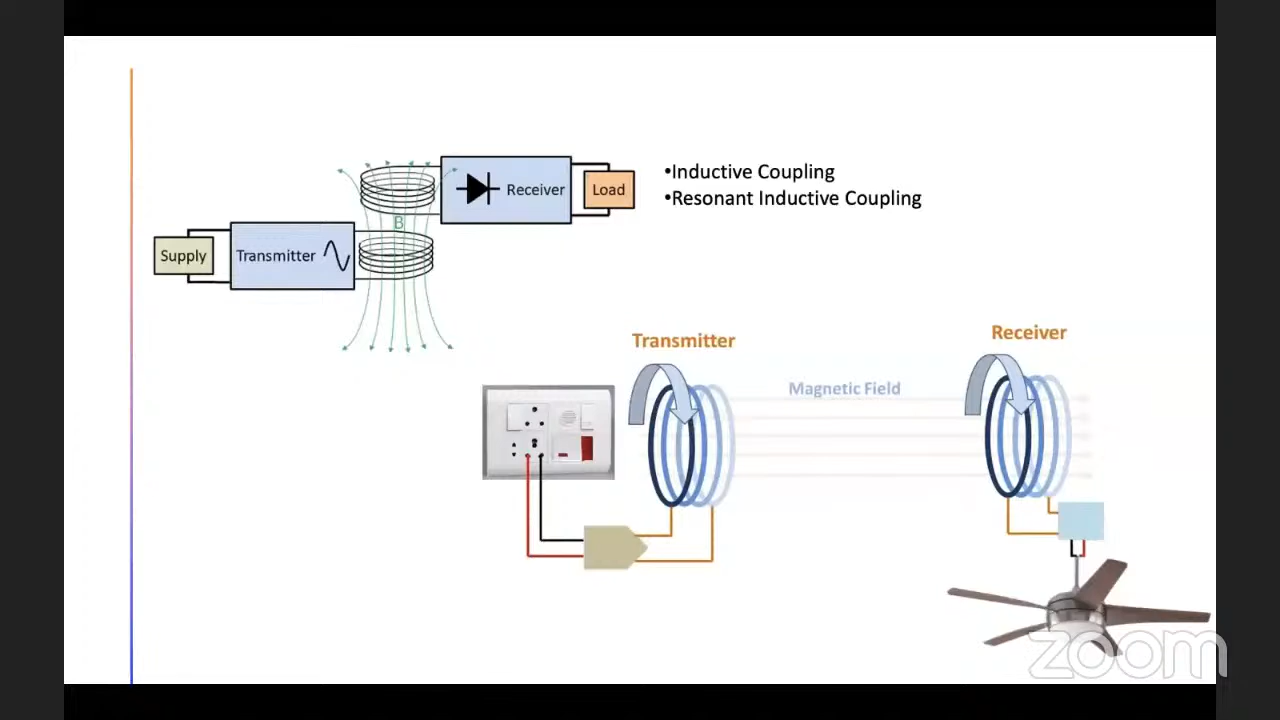 Receiver
Load
•Inductive Coupling
•Resonant Inductive Coupling
B
Supply
Transmitter
Transmitter
Receiver
Magnetic Field
zoom